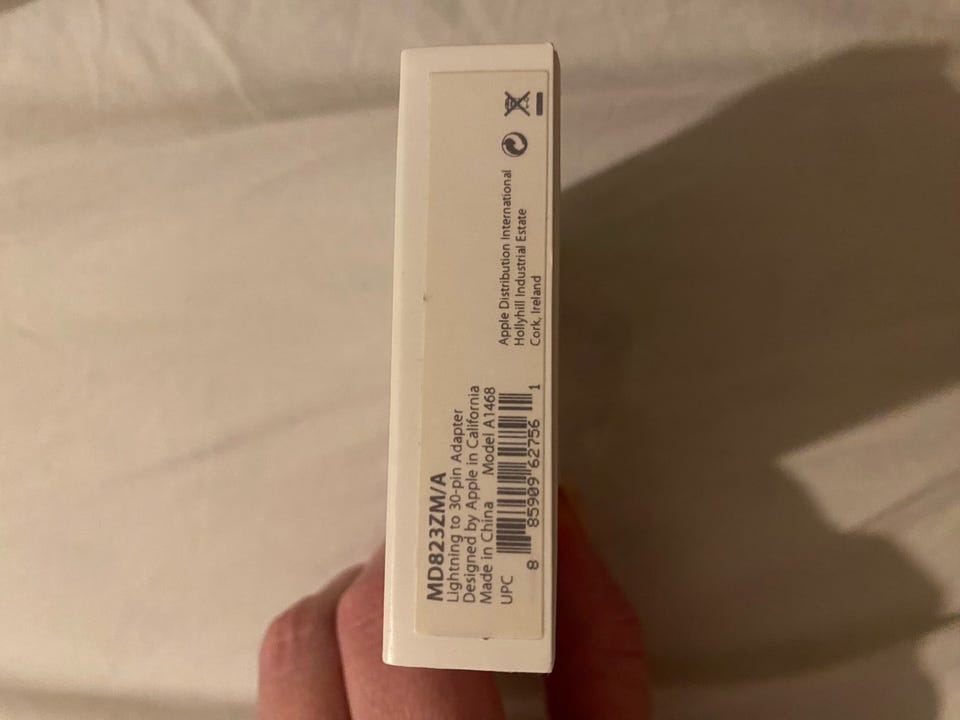 MD823ZM/A
Lightning to 30-pin Adapter
Designed by Apple in California
Made in China Model A1468
UPC
8 85909 62756 1
Apple Distribution International
Hollyhill Industrial Estate
Cork, Ireland